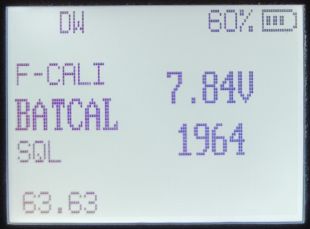 DW 60%
F-CALI
7.84V
BATCAL
1964
SQL
63.63